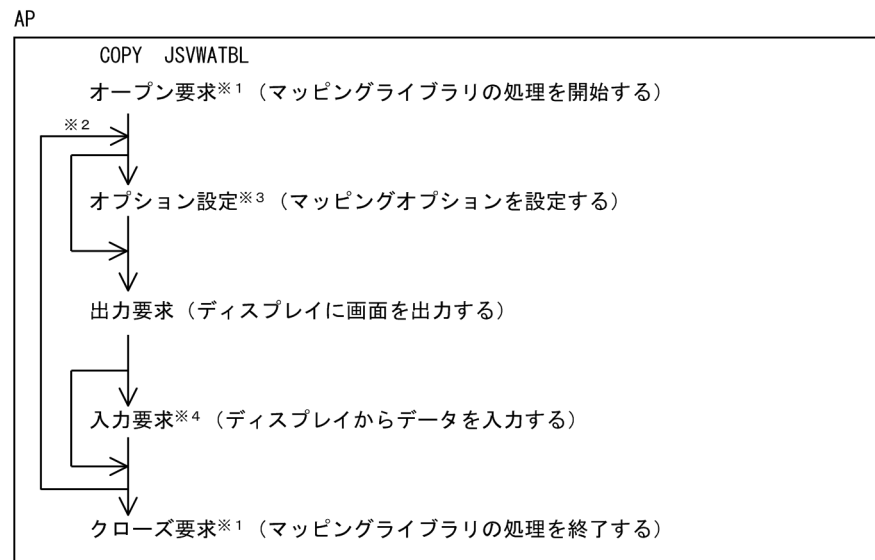 AP
COPY JSVWATBL
オープン要求※1（マッピングライブラリの処理を開始する）
※2
オプション設定※3（マッピングオプションを設定する）
出力要求（ディスプレイに画面を出力する）
入力要求※4（ディスプレイからデータを入力する）
クローズ要求※1（マッピングライブラリの処理を終了する）